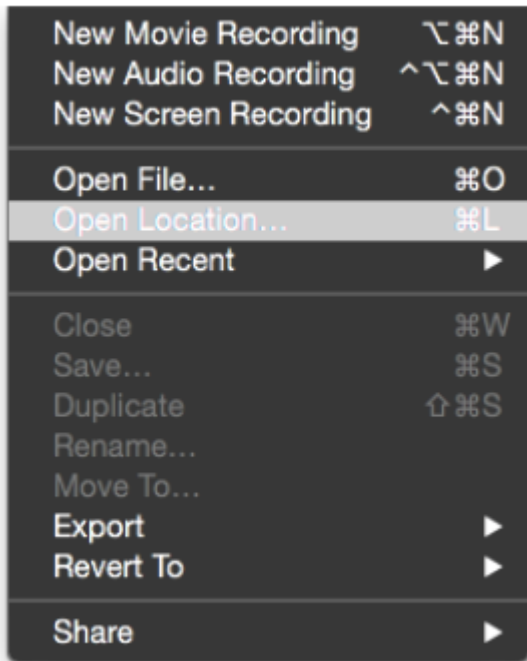 New Movie Recording ⌥⌘N
New Audio Recording ^⌥⌘N
New Screen Recording ^⌘N
Open File... ⌘O
Open Location... ⌘L
Open Recent ▶
Close ⌘W
Save... ⌘S
Duplicate ⇧⌘S
Rename...
Move To...
Export ▶
Revert To ▶
Share ▶